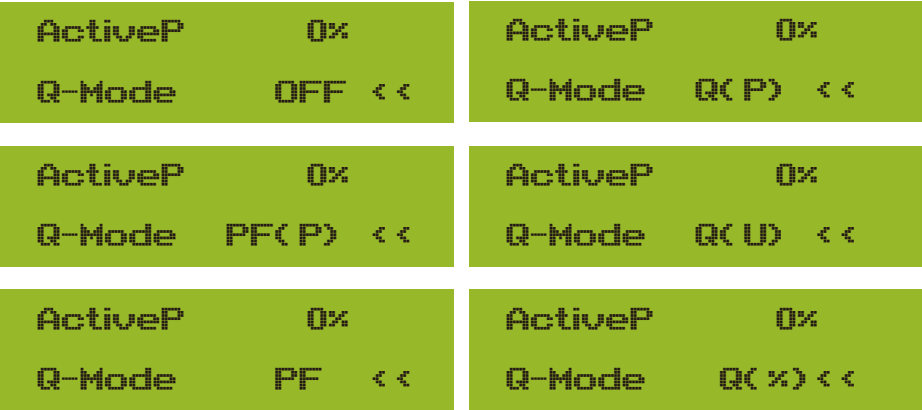 ActiveP 0%
Q-Mode OFF <<
ActiveP 0%
Q-Mode Q(P) <<
ActiveP 0%
Q-Mode PF(P) <<
ActiveP 0%
Q-Mode Q(U) <<
ActiveP 0%
Q-Mode PF <<
ActiveP 0%
Q-Mode Q(%)<<